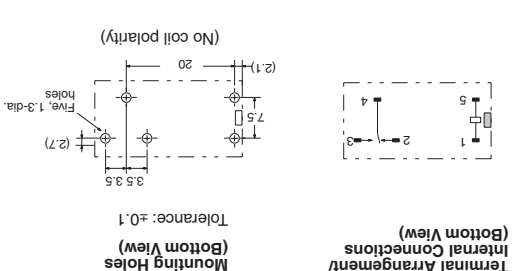 Terminal Arrangement/
Internal Connections
(Bottom View)
1
5
2
3
4
Mounting Holes
(Bottom View)
Tolerance: ±0.1
3.5 3.5
(2.7)
7.5
Five, 1.3-dia.
holes
(2.1)
20
(No coil polarity)